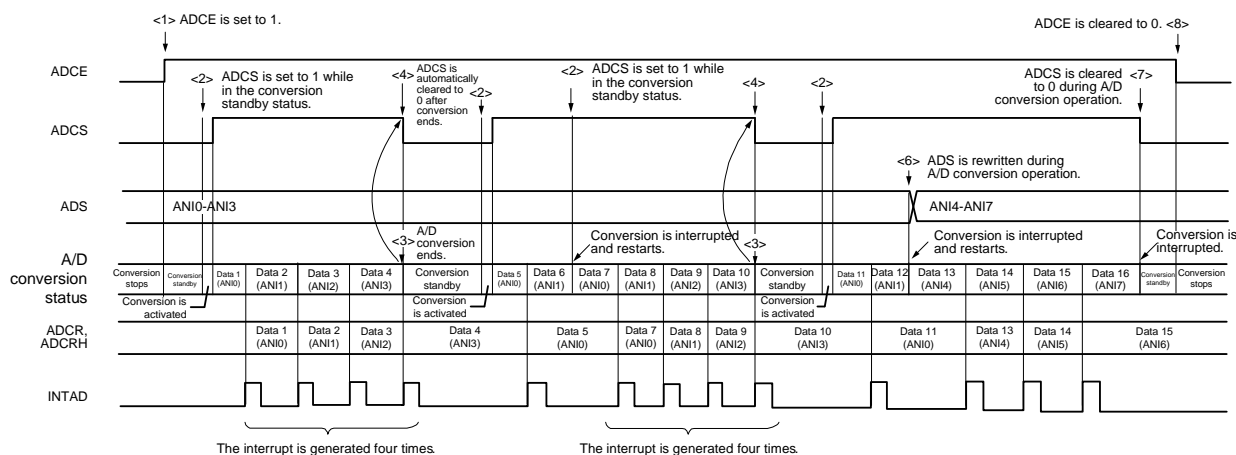 <1> ADCE is set to 1.
ADCE is cleared to 0. <8>
ADCE
<2> ADCS is set to 1 while
in the conversion
standby status.
<4> ADCS is
automatically
cleared to
0 after
conversion
ends.
<2>
<2> ADCS is set to 1 while
in the conversion
standby status.
<4>
<2>
ADCS is cleared <7>
to 0 during A/D
conversion operation.
ADCS
<6> ADS is rewritten during
A/D conversion operation.
ADS
ANI0-ANI3
ANI4-ANI7
<3> A/D
conversion
ends.
Conversion is interrupted
and restarts.
<3>
Conversion is interrupted
and restarts.
Conversion is
interrupted.
A/D
conversion
status
Conversion
stops
Conversion
standby
Data 1
(ANI0)
Data 2
(ANI1)
Data 3
(ANI2)
Data 4
(ANI3)
Conversion
standby
Data 5
(ANI0)
Data 6
(ANI1)
Data 7
(ANI0)
Data 8
(ANI1)
Data 9
(ANI2)
Data 10
(ANI3)
Conversion
standby
Data 11
(ANI0)
Data 12
(ANI1)
Data 13
(ANI4)
Data 14
(ANI5)
Data 15
(ANI6)
Data 16
(ANI7)
Conversion
standby
Conversion
stops
Conversion is
activated
Conversion
is activated
Conversion
is activated
ADCR,
ADCRH
Data 1
(ANI0)
Data 2
(ANI1)
Data 3
(ANI2)
Data 4
(ANI3)
Data 5
(ANI0)
Data 7
(ANI0)
Data 8
(ANI1)
Data 9
(ANI2)
Data 10
(ANI3)
Data 11
(ANI0)
Data 13
(ANI4)
Data 14
(ANI5)
Data 15
(ANI6)
INTAD
The interrupt is generated four times.
The interrupt is generated four times.